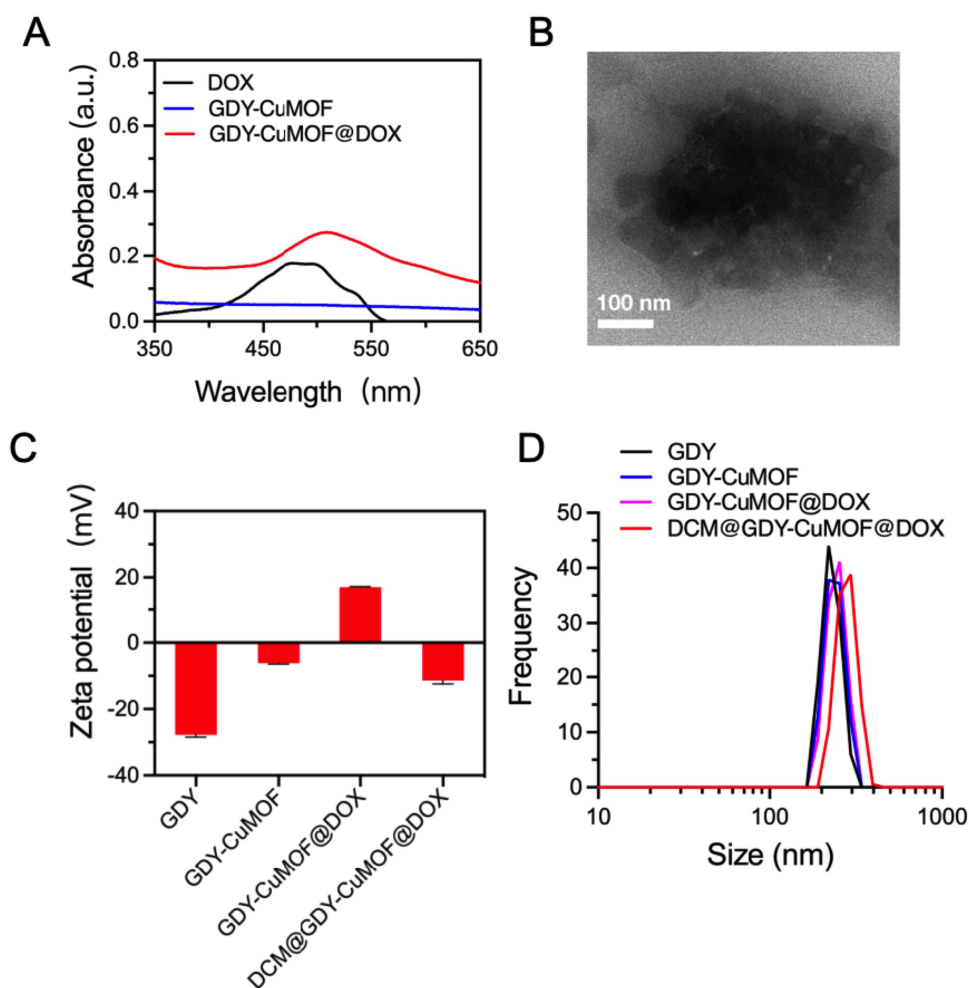 A
Absorbance (a.u.)
0.8
0.6
0.4
0.2
0.0
DOX
GDY-CuMOF
GDY-CuMOF@DOX
350
450
550
650
Wavelength (nm)
B
100 nm
C
Zeta potential (mV)
40
20
0
-20
-40
GDY
GDY-CuMOF
GDY-CuMOF@DOX
DCM@GDY-CuMOF@DOX
D
GDY
GDY-CuMOF
GDY-CuMOF@DOX
DCM@GDY-CuMOF@DOX
Frequency
50
40
30
20
10
0
10
100
1000
Size (nm)